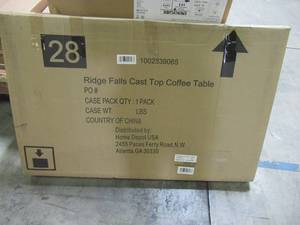 28
1002839065
Ridge Falls Cast Top Coffee Table
PO #
CASE PACK QTY: 1 PACK
CASE WT. LBS
COUNTRY OF CHINA
Distributed by:
Home Depot USA
2455 Paces Ferry Road, N.W
Atlanta, GA 30339